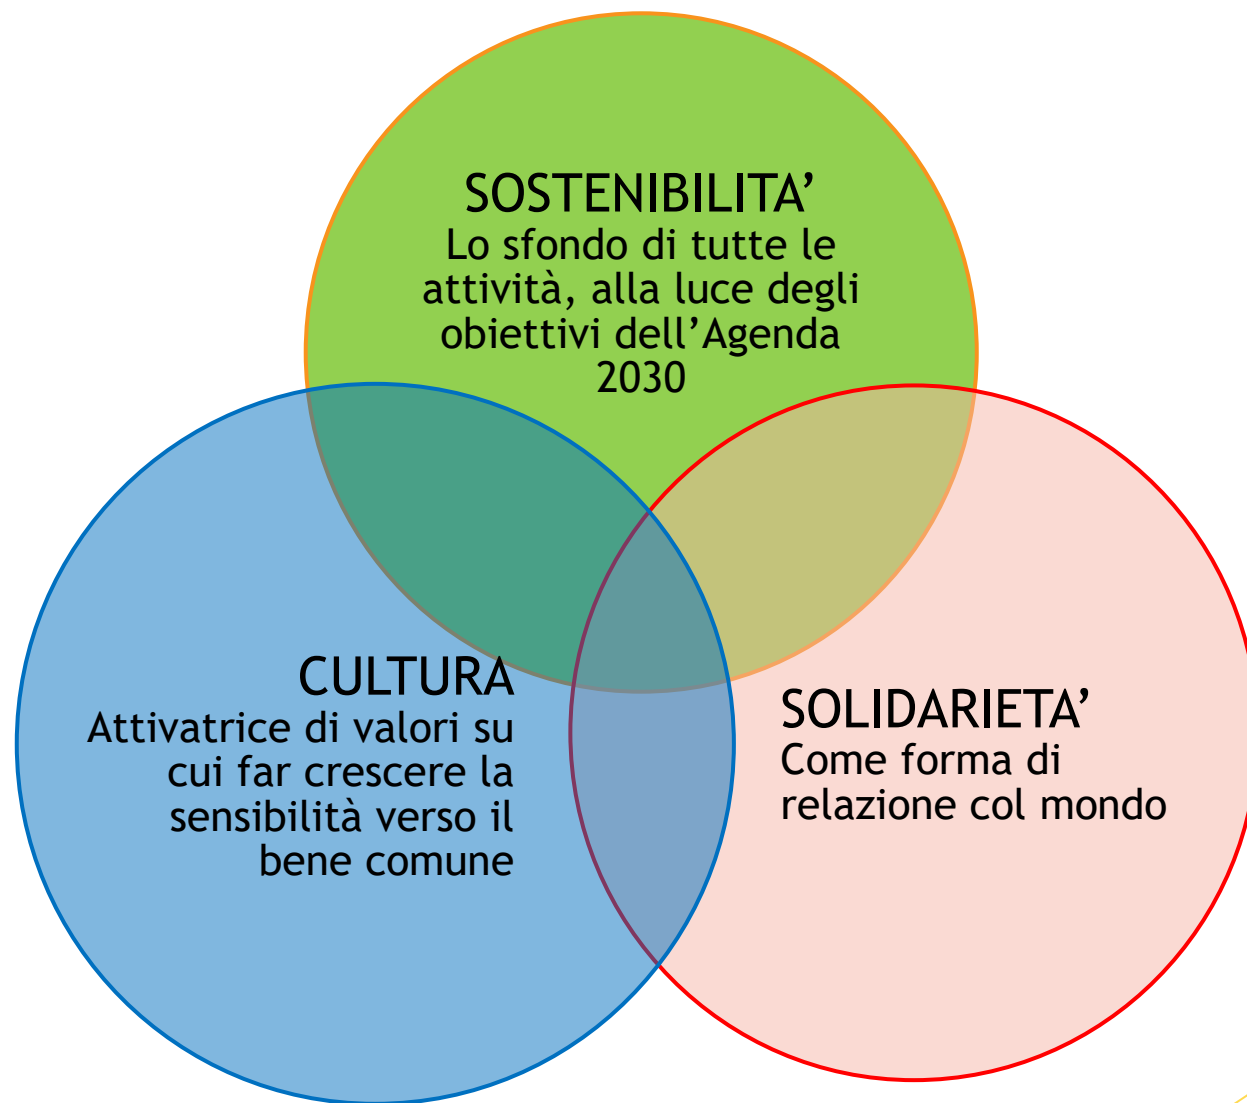 SOSTENIBILITA’
Lo sfondo di tutte le
attività, alla luce degli
obiettivi dell’Agenda
2030
CULTURA
Attivatrice di valori su
cui far crescere la
sensibilità verso il
bene comune
SOLIDARIETA’
Come forma di
relazione col mondo